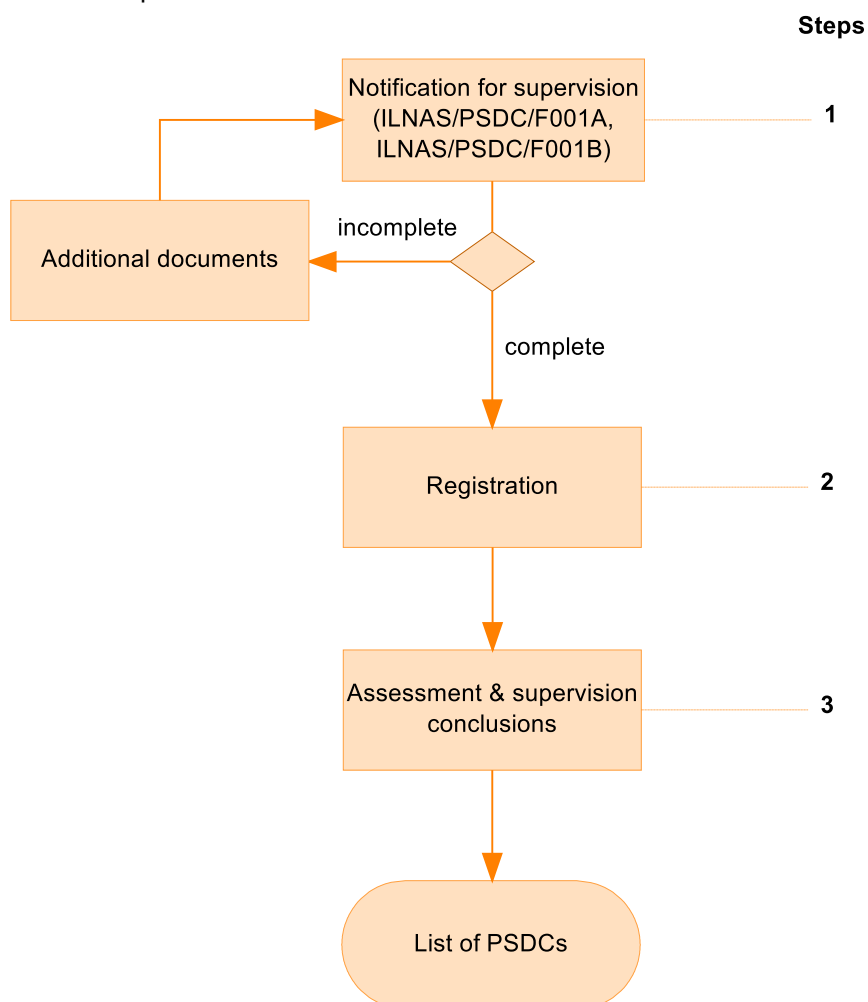 Steps
Notification for supervision
(ILNAS/PSDC/F001A,
ILNAS/PSDC/F001B)
1
incomplete
Additional documents
complete
Registration
2
Assessment & supervision
conclusions
3
List of PSDCs